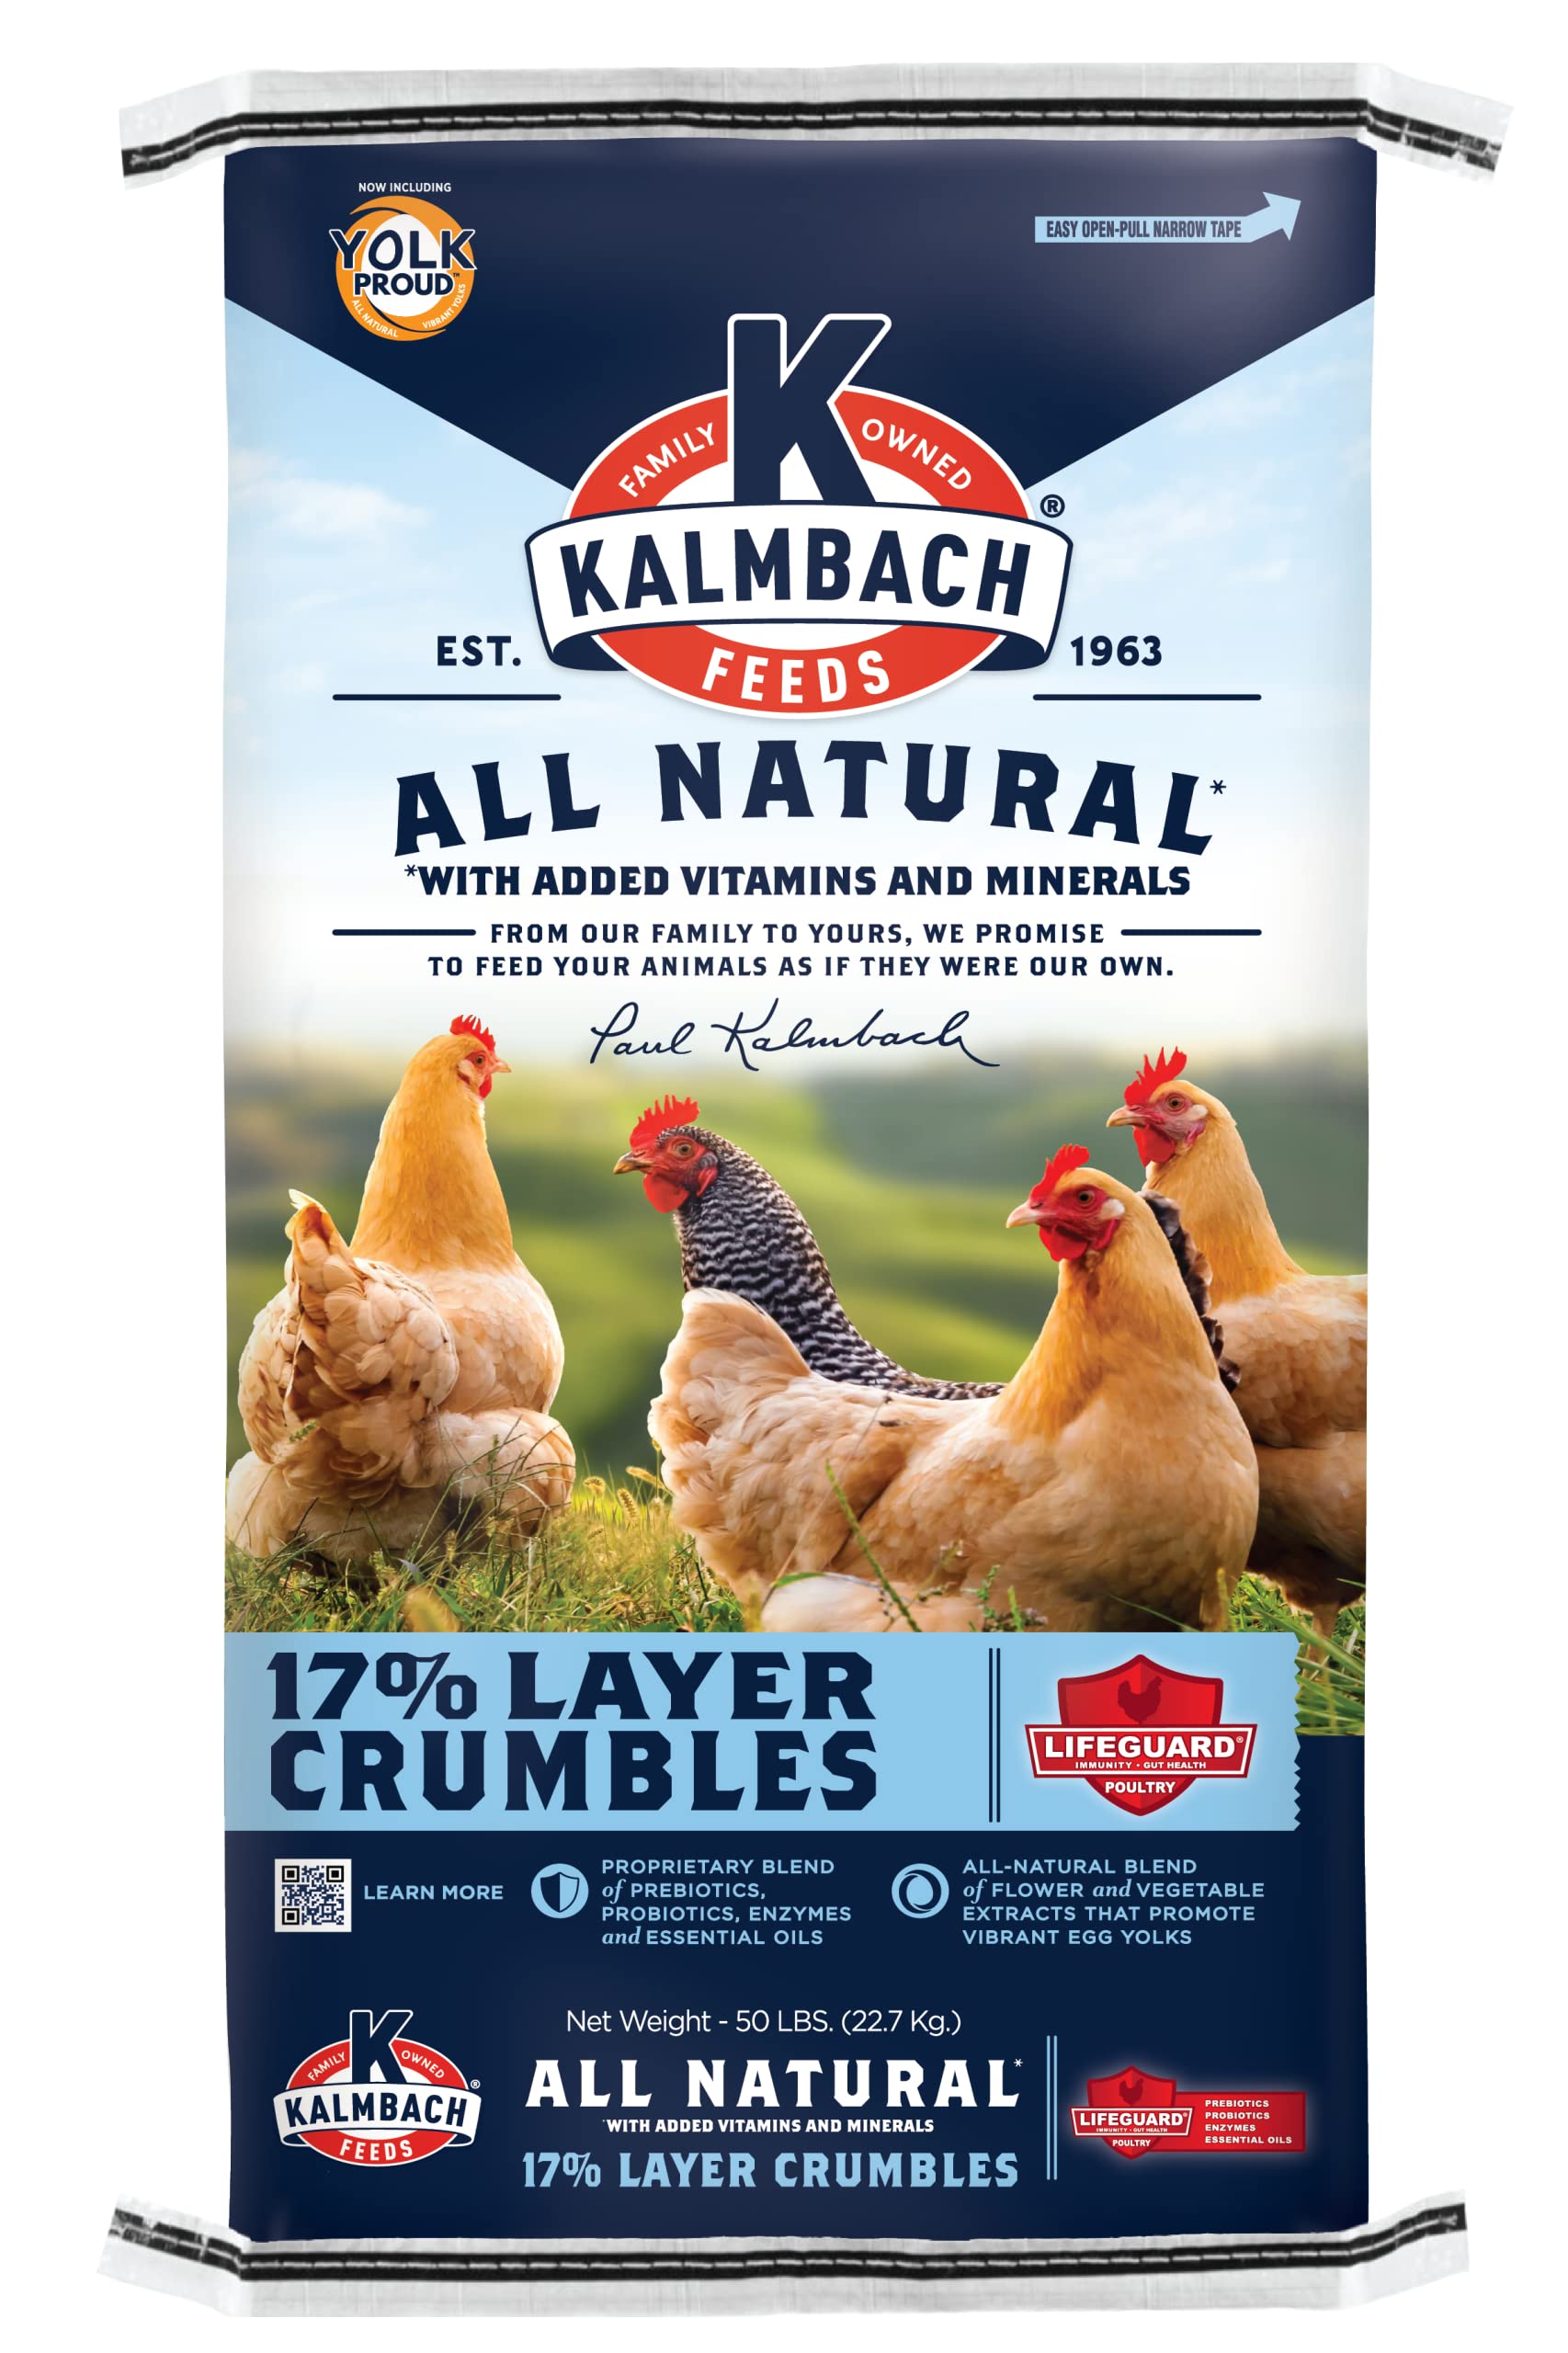 NOW INCLUDING
YOLK
PROUD™
ALL NATURAL
VIBRANT YOLKS
EASY OPEN-PULL NARROW TAPE
K
FAMILY OWNED
KALMBACH®
FEEDS
EST. 1963
ALL NATURAL*
*WITH ADDED VITAMINS AND MINERALS
FROM OUR FAMILY TO YOURS, WE PROMISE
TO FEED YOUR ANIMALS AS IF THEY WERE OUR OWN.
Paul Kalmbach
17% LAYER
CRUMBLES
LIFEGUARD®
IMMUNITY • GUT HEALTH
POULTRY
LEARN MORE
PROPRIETARY BLEND
of PREBIOTICS,
PROBIOTICS, ENZYMES
and ESSENTIAL OILS
ALL-NATURAL BLEND
of FLOWER and VEGETABLE
EXTRACTS THAT PROMOTE
VIBRANT EGG YOLKS
K
FAMILY OWNED
KALMBACH®
FEEDS
Net Weight - 50 LBS. (22.7 Kg.)
ALL NATURAL*
*WITH ADDED VITAMINS AND MINERALS
17% LAYER CRUMBLES
LIFEGUARD®
IMMUNITY • GUT HEALTH
POULTRY
PREBIOTICS
PROBIOTICS
ENZYMES
ESSENTIAL OILS